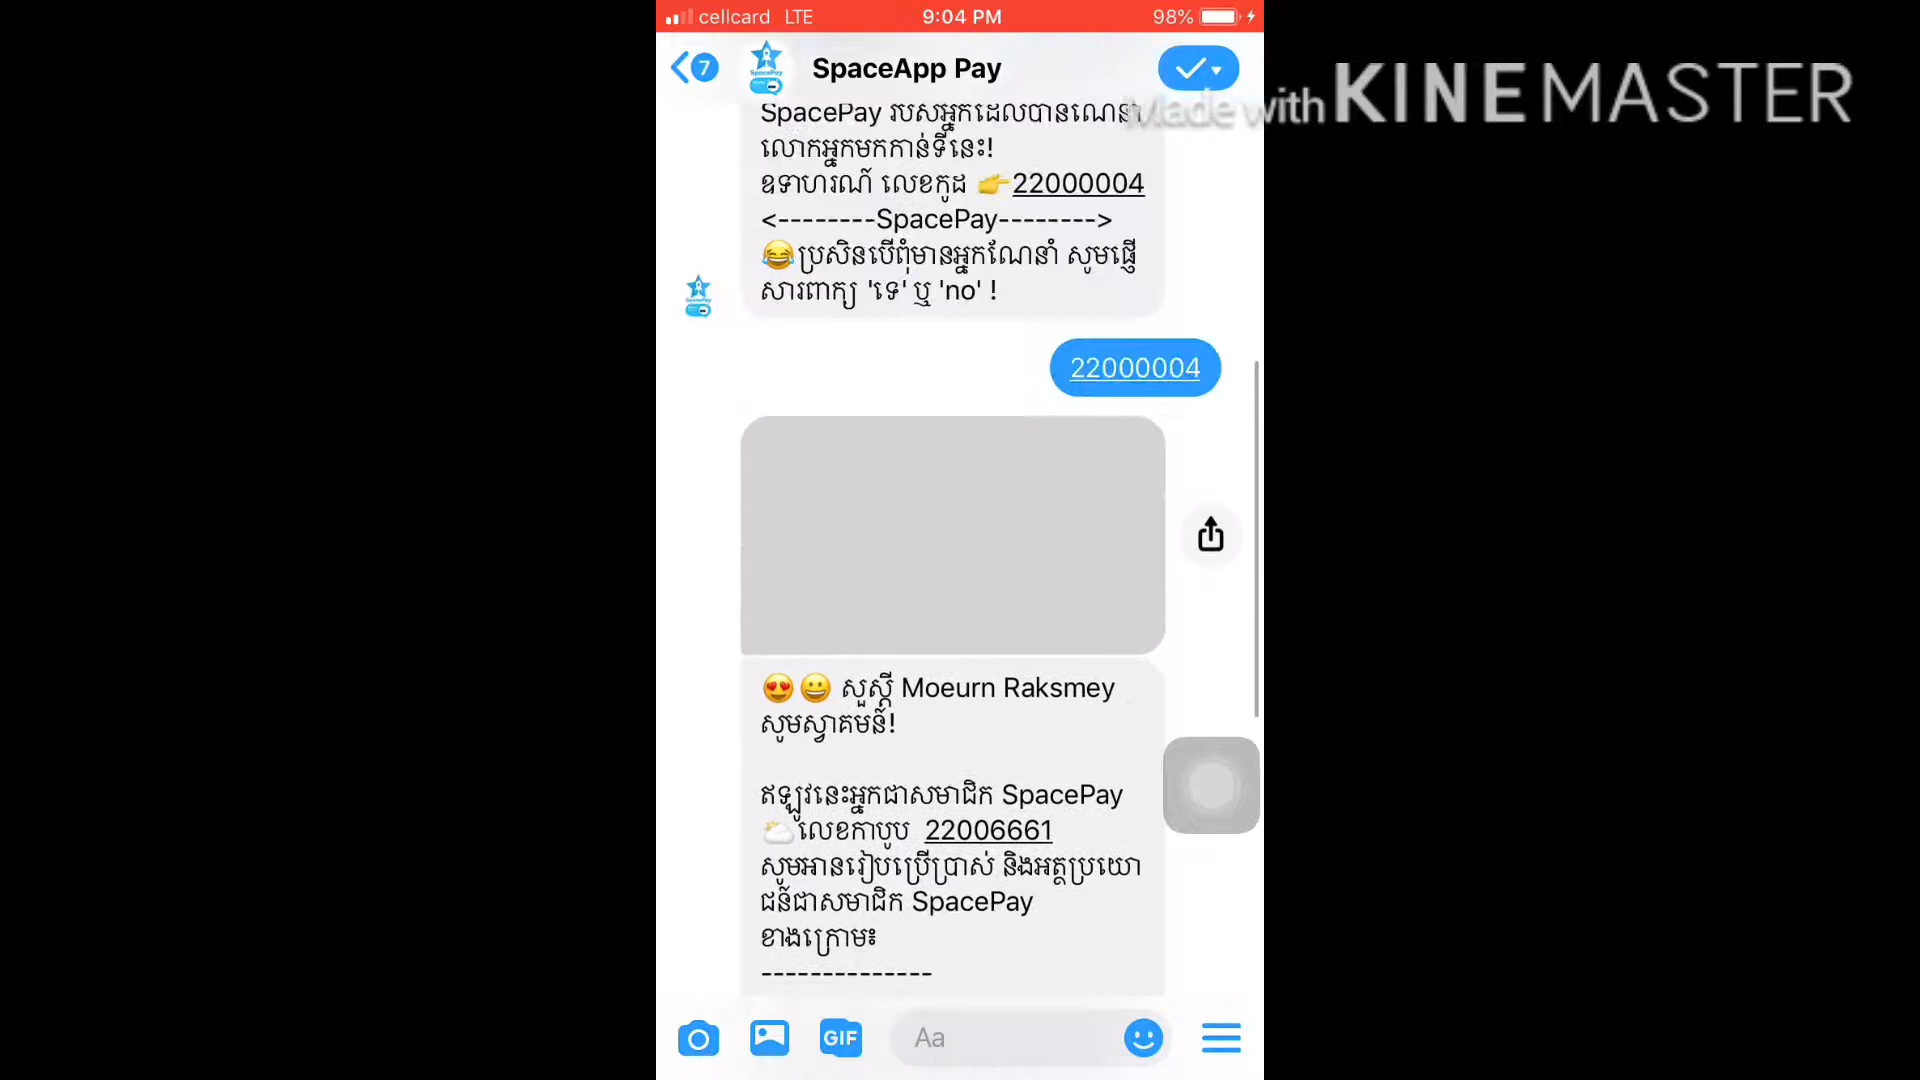 cellcard LTE 9:04 PM 98%
7 SpaceApp Pay
Made with KINEMASTER
SpacePay របស់អ្នកដែលបានណែនាំ
លោកអ្នកមកកាន់ទីនេះ!
ឧទាហរណ៍ លេខកូដ 👉22000004
<--------SpacePay-------->
😂ប្រសិនបើពុំមានអ្នកណែនាំ សូមផ្ញើ
សារពាក្យ 'ទេ' ឬ 'no' !
22000004
😍😀 សួស្ដី Moeurn Raksmey
សូមស្វាគមន៍!
ឥឡូវនេះអ្នកជាសមាជិក SpacePay
🌥លេខកាបូប 22006661
សូមអានរៀបប្រើប្រាស់ និងអត្ថប្រយោ
ជន៍ជាសមាជិក SpacePay
ខាងក្រោម៖
--------------
GIF Aa